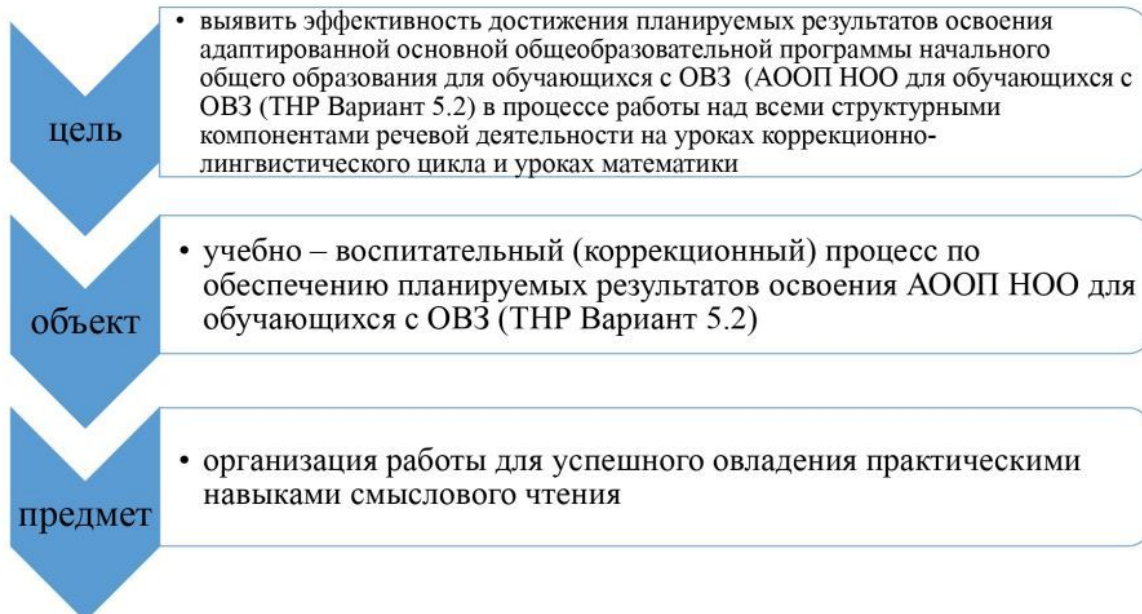 цель
• выявить эффективность достижения планируемых результатов освоения
адаптированной основной общеобразовательной программы начального
общего образования для обучающихся с ОВЗ (АООП НОО для обучающихся с
ОВЗ (ТНР Вариант 5.2) в процессе работы над всеми структурными
компонентами речевой деятельности на уроках коррекционно-
лингвистического цикла и уроках математики
объект
• учебно – воспитательный (коррекционный) процесс по
обеспечению планируемых результатов освоения АООП НОО для
обучающихся с ОВЗ (ТНР Вариант 5.2)
предмет
• организация работы для успешного овладения практическими
навыками смыслового чтения